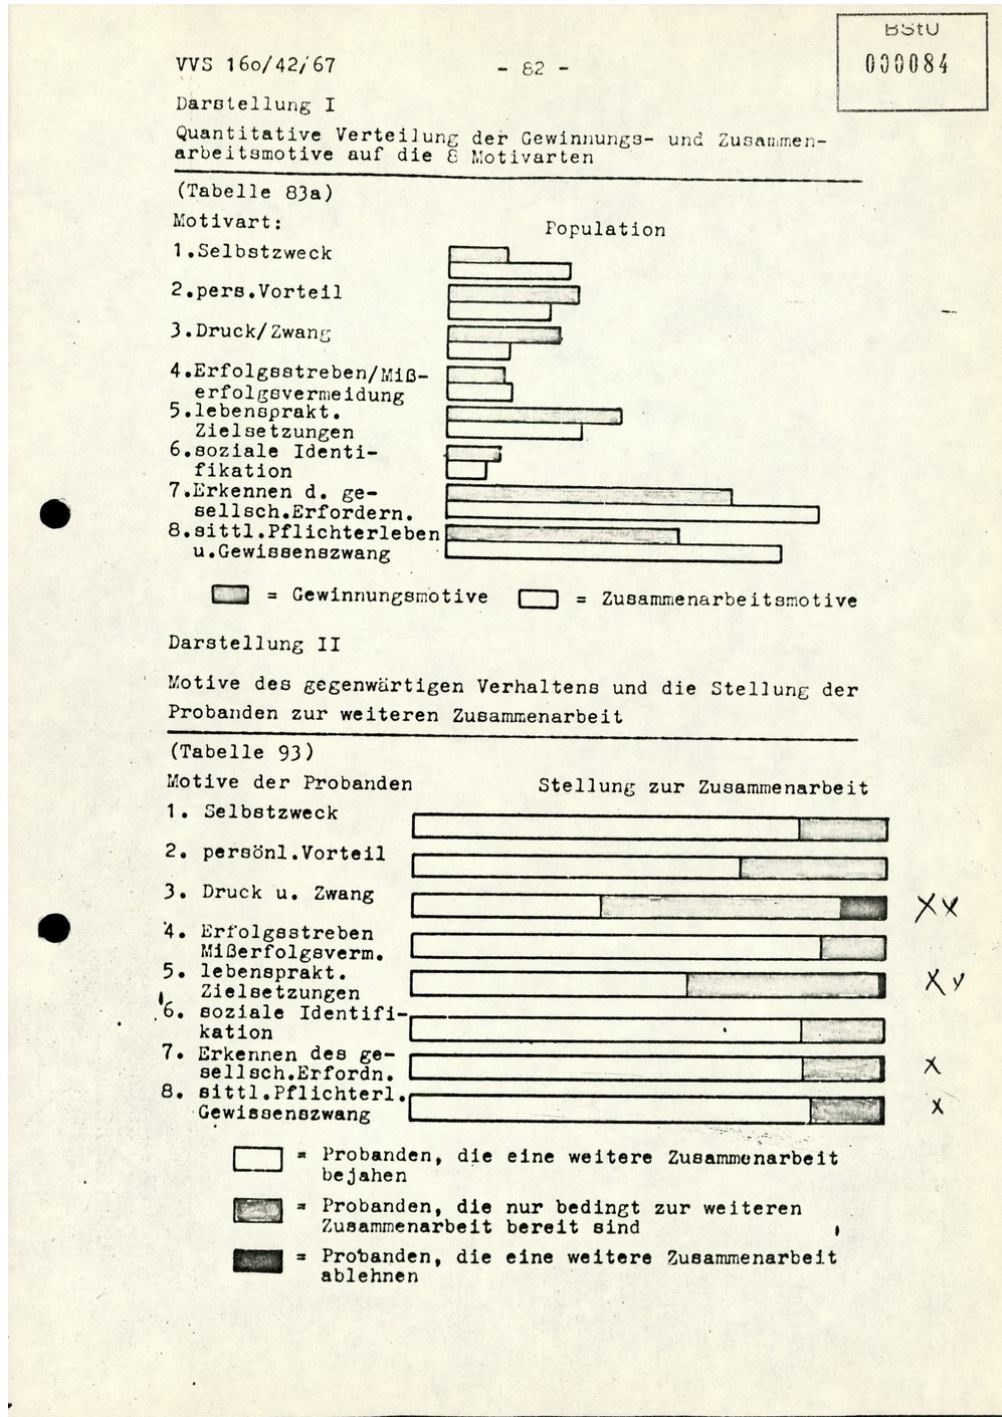 BStU
000084
VVS 16o/42/67
- 82 -
Darstellung I
Quantitative Verteilung der Gewinnungs- und Zusammen-
arbeitsmotive auf die 8 Motivarten
(Tabelle 83a)
Motivart:
Population
1.Selbstzweck
2.pers.Vorteil
3.Druck/Zwang
4.Erfolgsstreben/Miß-
erfolgsvermeidung
5.lebensprakt.
Zielsetzungen
6.soziale Identi-
fikation
7.Erkennen d. ge-
sellsch.Erfordern.
8.sittl.Pflichterleben
u.Gewissenszwang
= Gewinnungsmotive
= Zusammenarbeitsmotive
Darstellung II
Motive des gegenwärtigen Verhaltens und die Stellung der
Probanden zur weiteren Zusammenarbeit
(Tabelle 93)
Motive der Probanden
Stellung zur Zusammenarbeit
1. Selbstzweck
2. persönl.Vorteil
3. Druck u. Zwang
XX
4. Erfolgsstreben
Mißerfolgsverm.
5. lebensprakt.
Zielsetzungen
X y
6. soziale Identifi-
kation
7. Erkennen des ge-
sellsch.Erfordn.
X
8. sittl.Pflichterl.
Gewissenszwang
X
= Probanden, die eine weitere Zusammenarbeit
bejahen
= Probanden, die nur bedingt zur weiteren
Zusammenarbeit bereit sind
= Probanden, die eine weitere Zusammenarbeit
ablehnen